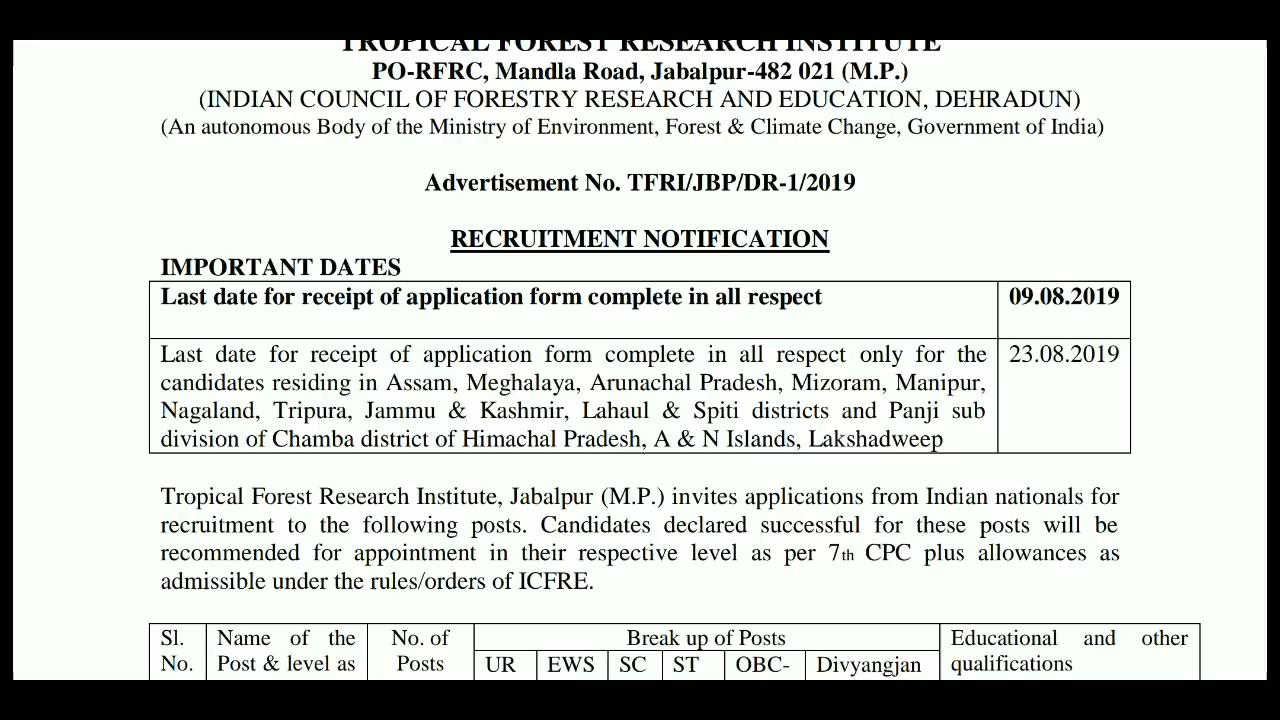 TROPICAL FOREST RESEARCH INSTITUTE
PO-RFRC, Mandla Road, Jabalpur-482 021 (M.P.)
(INDIAN COUNCIL OF FORESTRY RESEARCH AND EDUCATION, DEHRADUN)
(An autonomous Body of the Ministry of Environment, Forest & Climate Change, Government of India)
Advertisement No. TFRI/JBP/DR-1/2019
RECRUITMENT NOTIFICATION
IMPORTANT DATES
Last date for receipt of application form complete in all respect 09.08.2019
Last date for receipt of application form complete in all respect only for the 23.08.2019
candidates residing in Assam, Meghalaya, Arunachal Pradesh, Mizoram, Manipur,
Nagaland, Tripura, Jammu & Kashmir, Lahaul & Spiti districts and Panji sub
division of Chamba district of Himachal Pradesh, A & N Islands, Lakshadweep
Tropical Forest Research Institute, Jabalpur (M.P.) invites applications from Indian nationals for
recruitment to the following posts. Candidates declared successful for these posts will be
recommended for appointment in their respective level as per 7th CPC plus allowances as
admissible under the rules/orders of ICFRE.
Sl. Name of the No. of Break up of Posts Educational and other
No. Post & level as Posts UR EWS SC ST OBC- Divyangjan qualifications